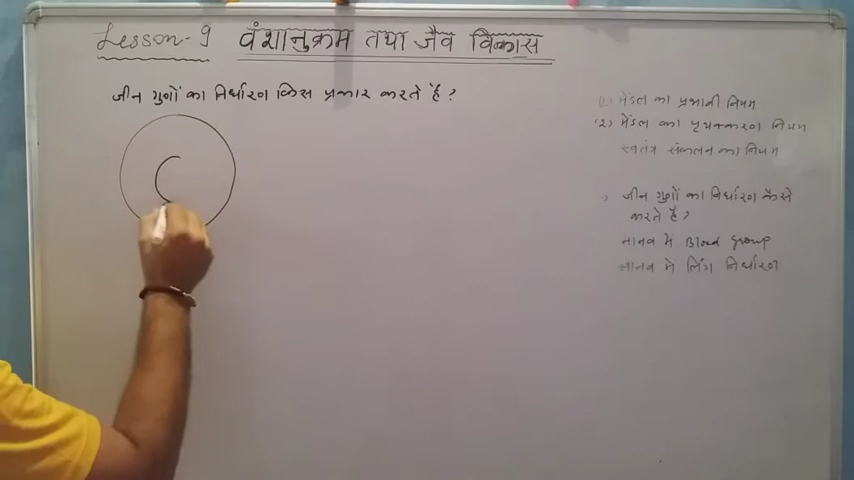 Lesson-9 वंशानुक्रम तथा जैव विकास
जीन गुणों का निर्धारण किस प्रकार करते है ?
(1) मेंडल का प्रभावी नियम
(2) मेंडल का पृथक्करण नियम
स्वतंत्र संकलन का नियम
जीन गुणों का निर्धारण कैसे
करते है ?
मानव में Blood Group
मानव मे लिंग निर्धारण